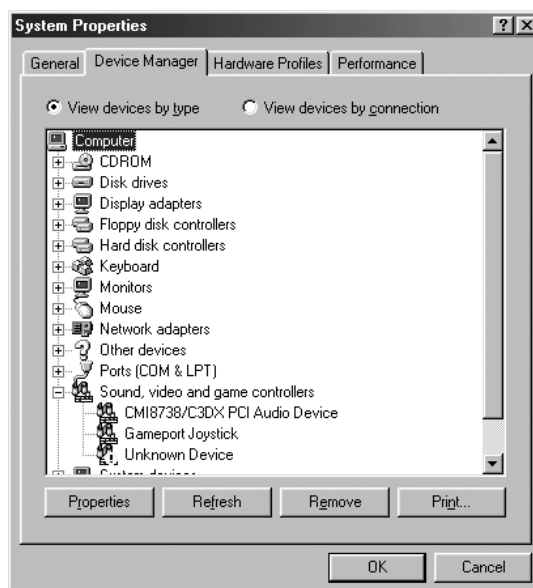 System Properties
General Device Manager Hardware Profiles Performance
View devices by type View devices by connection
Computer
CDROM
Disk drives
Display adapters
Floppy disk controllers
Hard disk controllers
Keyboard
Monitors
Mouse
Network adapters
Other devices
Ports (COM & LPT)
Sound, video and game controllers
CMI8738/C3DX PCI Audio Device
Gameport Joystick
Unknown Device
System devices
Properties Refresh Remove Print...
OK Cancel